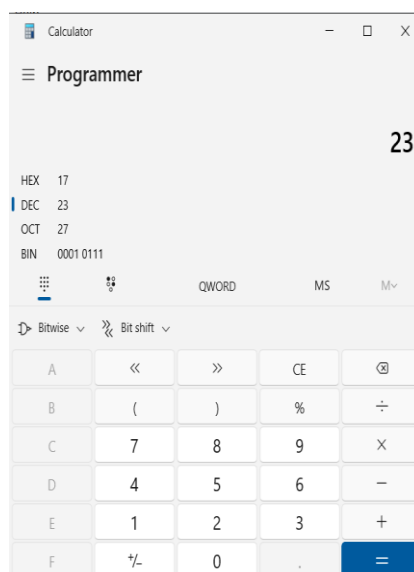 Calculator
Programmer
23
HEX 17
DEC 23
OCT 27
BIN 0001 0111
QWORD MS M
Bitwise Bit shift
A << >> CE
B ( ) % ÷
C 7 8 9 ×
D 4 5 6 −
E 1 2 3 +
F +/- 0 . =